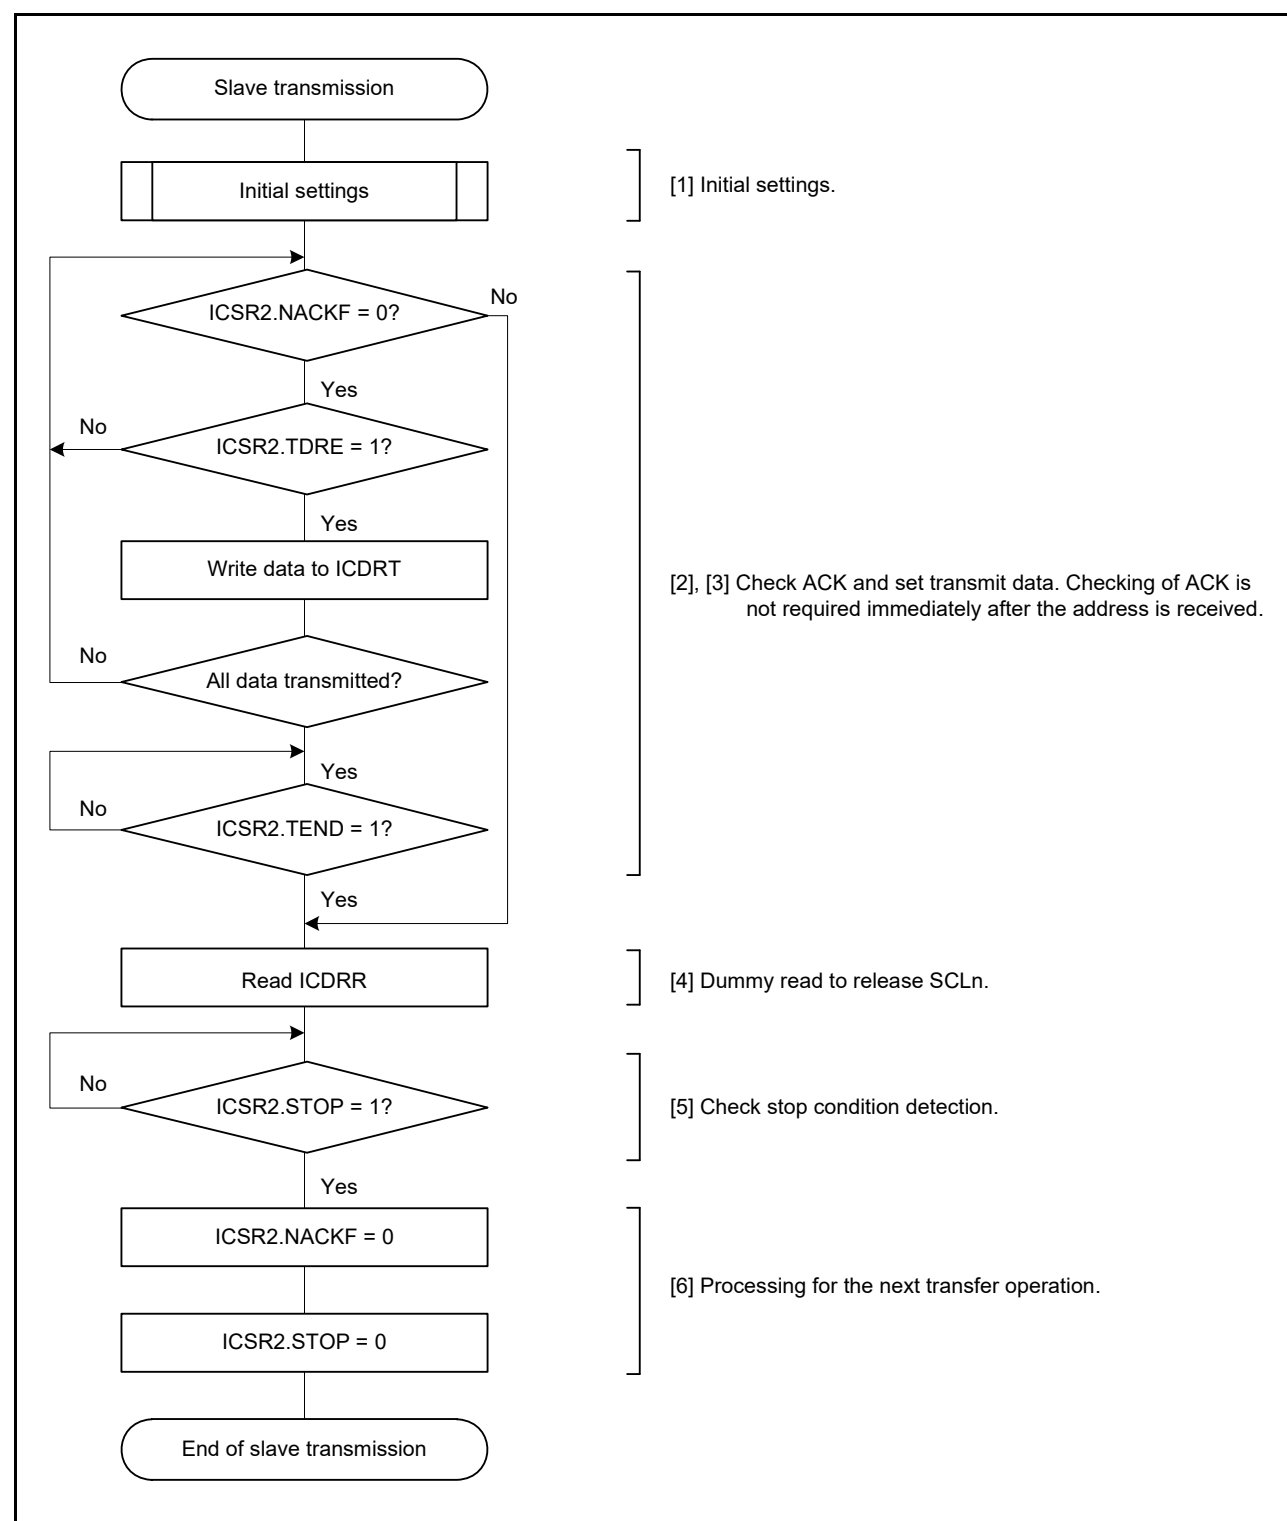 Slave transmission
Initial settings
[1] Initial settings.
ICSR2.NACKF = 0?
No
Yes
No
ICSR2.TDRE = 1?
Yes
Write data to ICDRT
[2], [3] Check ACK and set transmit data. Checking of ACK is
not required immediately after the address is received.
No
All data transmitted?
Yes
No
ICSR2.TEND = 1?
Yes
Read ICDRR
[4] Dummy read to release SCLn.
No
ICSR2.STOP = 1?
[5] Check stop condition detection.
Yes
ICSR2.NACKF = 0
[6] Processing for the next transfer operation.
ICSR2.STOP = 0
End of slave transmission